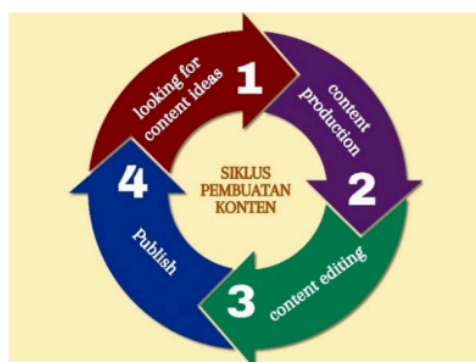 SIKLUS
PEMBUATAN
KONTEN
1
looking for
content ideas
2
content
production
3
content editing
4
Publish